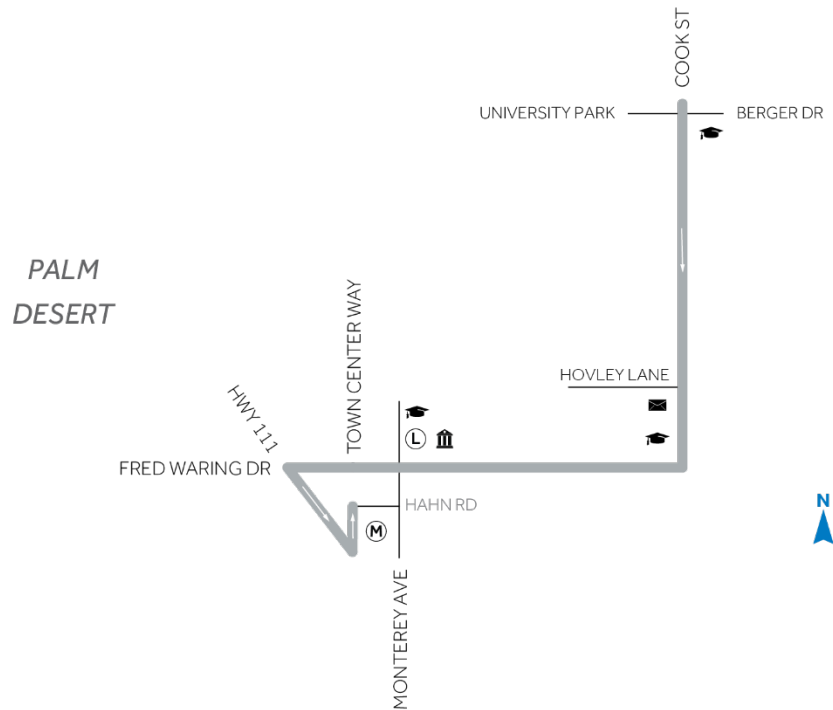 COOK ST
UNIVERSITY PARK
BERGER DR
PALM
DESERT
TOWN CENTER WAY
HOVLEY LANE
HWY 111
L
FRED WARING DR
N
HAHN RD
M
MONTEREY AVE